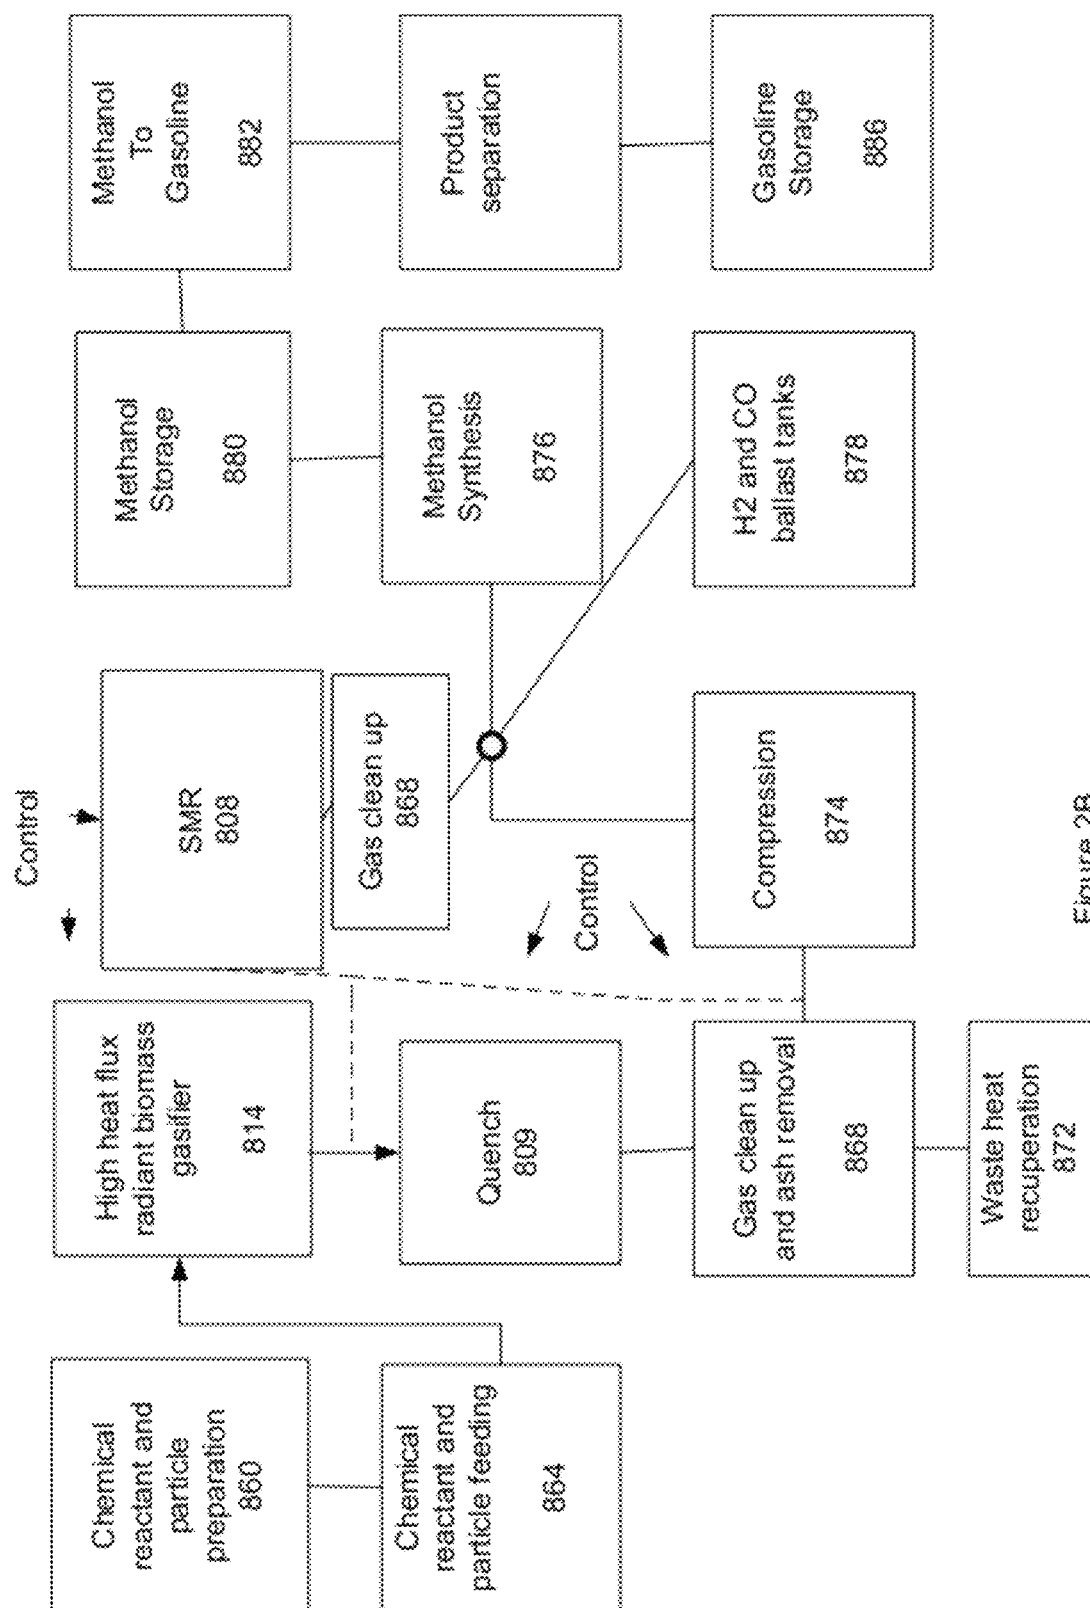 Chemical
reactant and
particle
preparation
860
Chemical
reactant and
particle feeding
864
High heat flux
radiant biomass
gasifier
814
Quench
809
Gas clean up
and ash removal
868
Waste heat
recuperation
872
Control
SMR
808
Gas clean up
868
Control
Compression
874
Methanol
Storage
880
Methanol
Synthesis
876
H2 and CO
ballast tanks
878
Methanol
To
Gasoline
882
Product
separation
Gasoline
Storage
886
Figure 2B